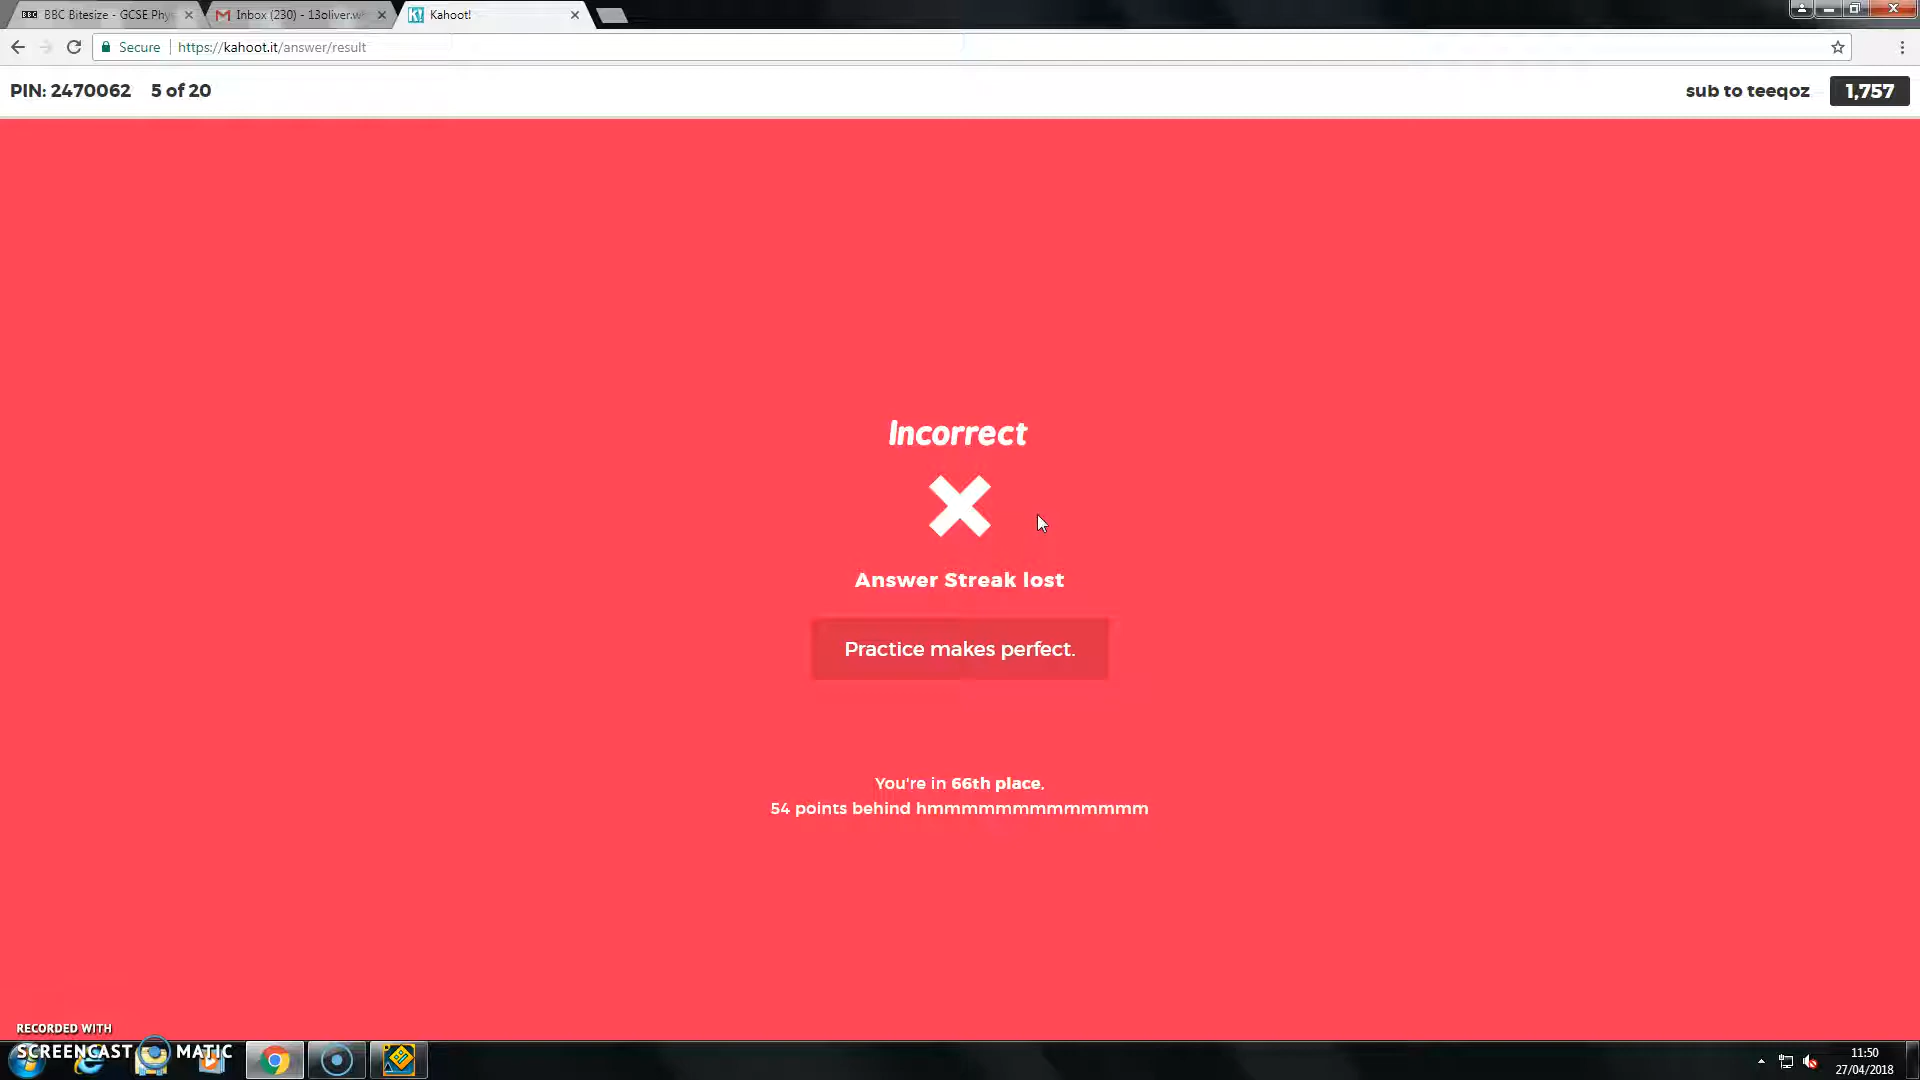 BBC Bitesize - GCSE Phy
Inbox (230) - 13oliver.w
Kahoot!
Secure
https://kahoot.it/answer/result
PIN: 2470062
5 of 20
sub to teeqoz
1,757
Incorrect
Answer Streak lost
Practice makes perfect.
You're in 66th place.
54 points behind hmmmmmmmmmmmmmm
RECORDED WITH
SCREENCAST MATIC
11:50
27/04/2018